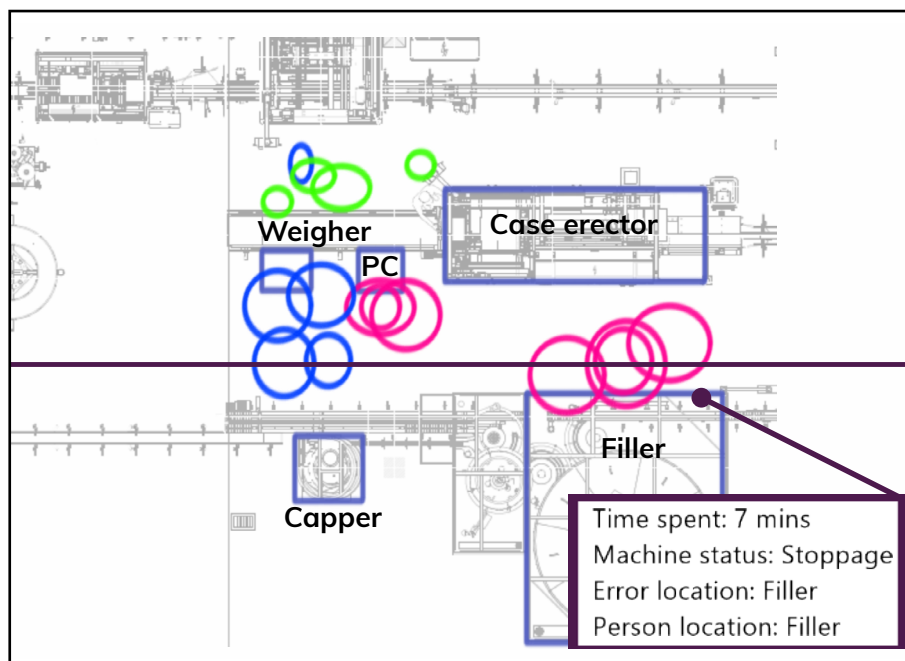 Case erector
Weigher
PC
Filler
Capper
Time spent: 7 mins
Machine status: Stoppage
Error location: Filler
Person location: Filler